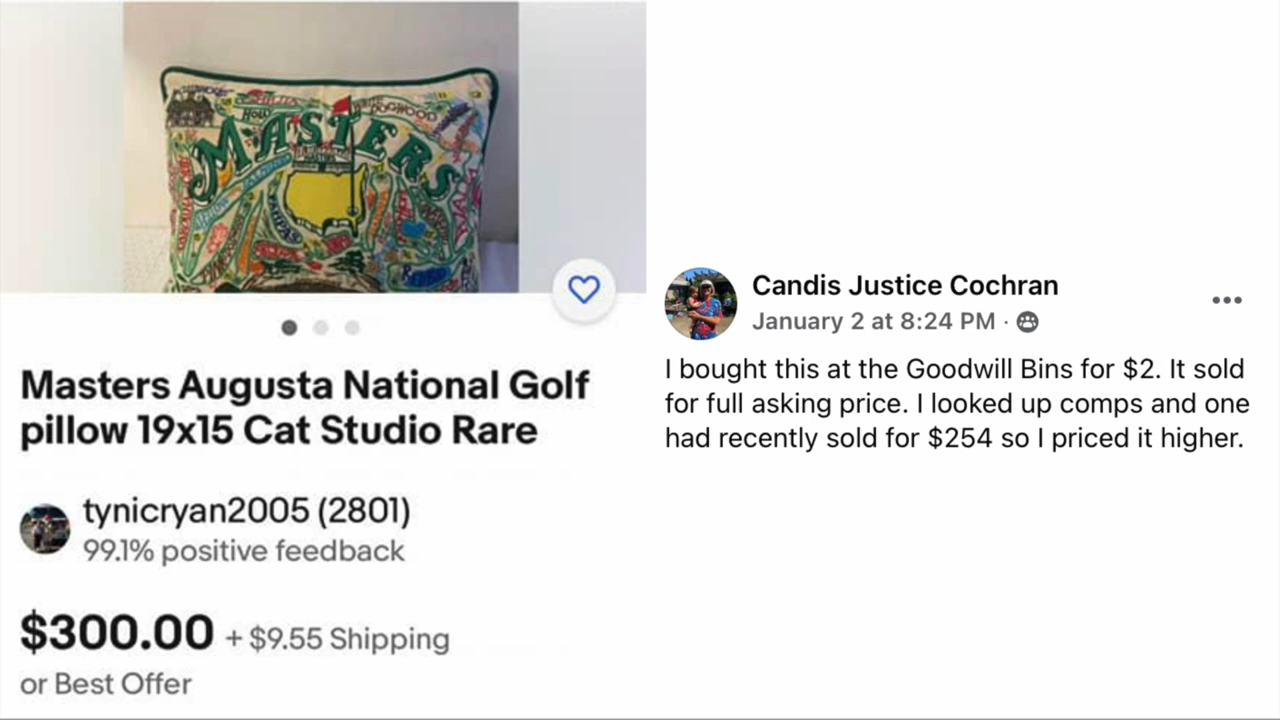 HOLLY
DOGWOOD
MASTERS
Masters Augusta National Golf
pillow 19x15 Cat Studio Rare
tynicryan2005 (2801)
99.1% positive feedback
$300.00 + $9.55 Shipping
or Best Offer
Candis Justice Cochran
January 2 at 8:24 PM ·
I bought this at the Goodwill Bins for $2. It sold
for full asking price. I looked up comps and one
had recently sold for $254 so I priced it higher.